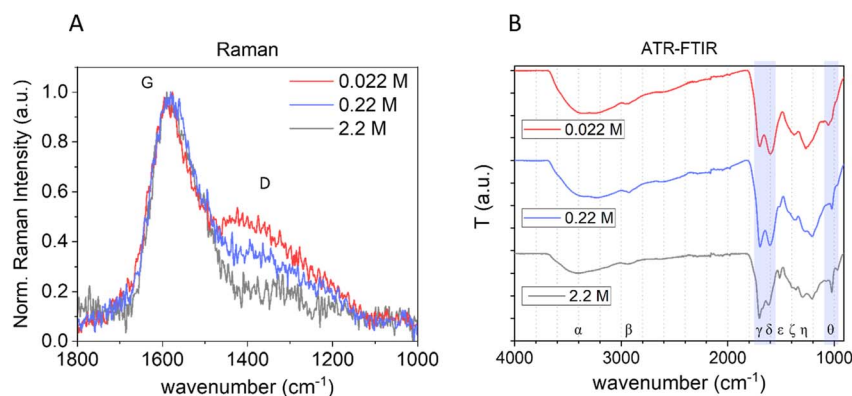 A
Raman
G
D
0.022 M
0.22 M
2.2 M
Norm. Raman Intensity (a.u.)
1.0
0.8
0.6
0.4
0.2
0.0
1800 1600 1400 1200 1000
wavenumber (cm⁻¹)
B
ATR-FTIR
0.022 M
0.22 M
2.2 M
T (a.u.)
α β γ δ ε ζ η θ
4000 3000 2000 1000
wavenumber (cm⁻¹)